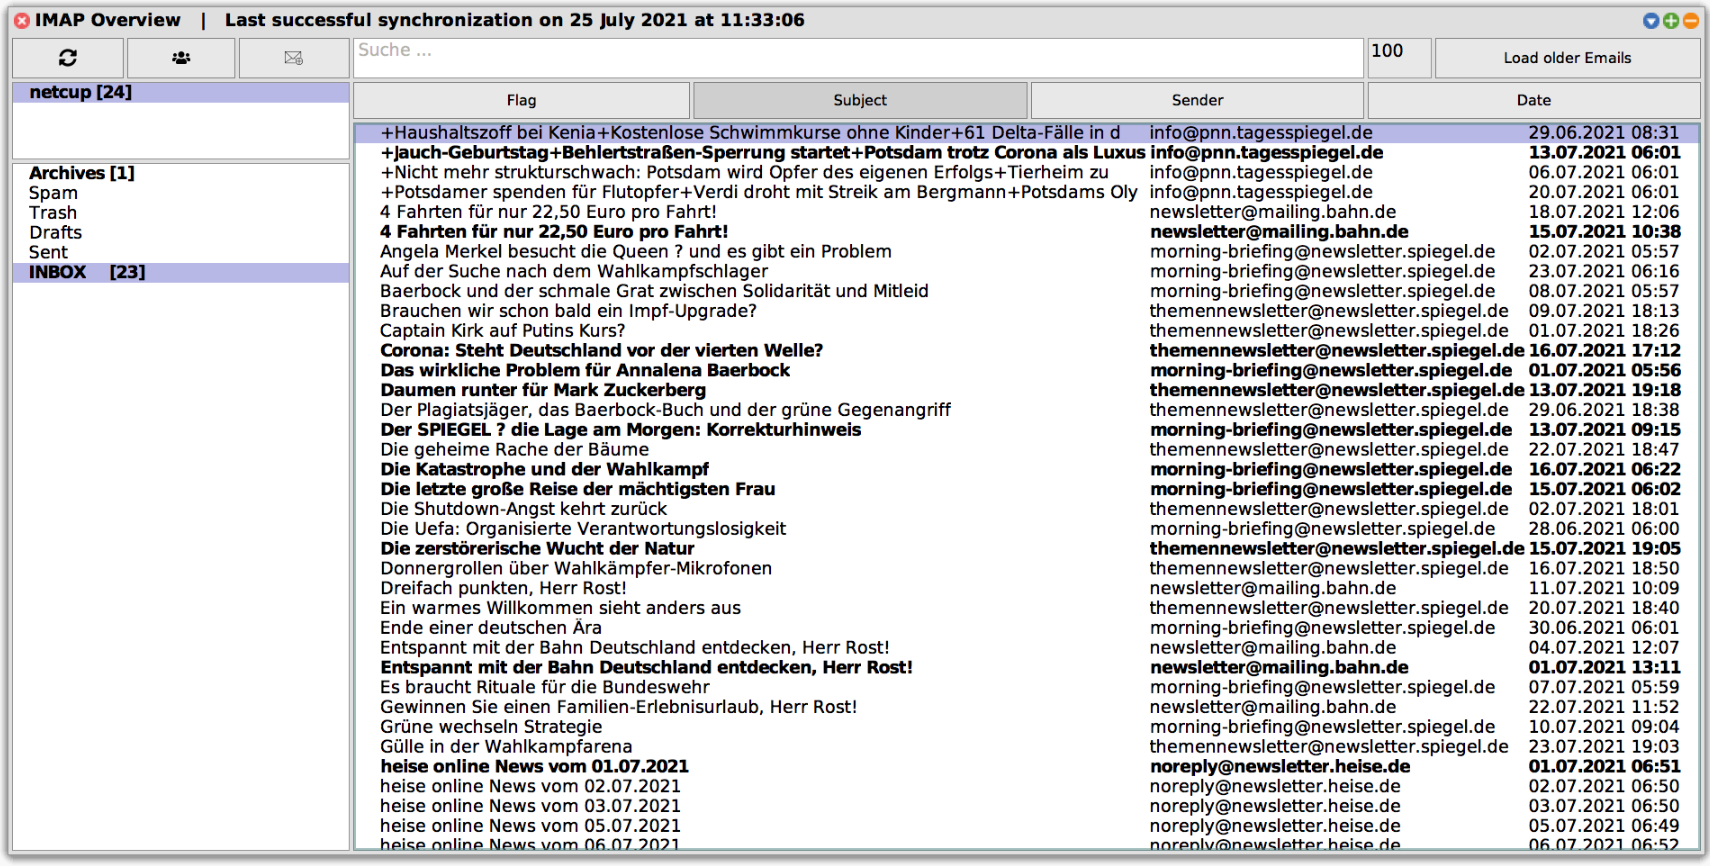 IMAP Overview | Last successful synchronization on 25 July 2021 at 11:33:06
Suche ... 100 Load older Emails
netcup [24]
Flag Subject Sender Date
Archives [1]
Spam
Trash
Drafts
Sent
INBOX [23]
+Haushaltszoff bei Kenia+Kostenlose Schwimmkurse ohne Kinder+61 Delta-Fälle in d info@pnn.tagesspiegel.de 29.06.2021 08:31
+Jauch-Geburtstag+Behlertstraßen-Sperrung startet+Potsdam trotz Corona als Luxus info@pnn.tagesspiegel.de 13.07.2021 06:01
+Nicht mehr strukturschwach: Potsdam wird Opfer des eigenen Erfolgs+Tierheim zu info@pnn.tagesspiegel.de 06.07.2021 06:01
+Potsdamer spenden für Flutopfer+Verdi droht mit Streik am Bergmann+Potsdams Oly info@pnn.tagesspiegel.de 20.07.2021 06:01
4 Fahrten für nur 22,50 Euro pro Fahrt! newsletter@mailing.bahn.de 18.07.2021 12:06
4 Fahrten für nur 22,50 Euro pro Fahrt! newsletter@mailing.bahn.de 15.07.2021 10:38
Angela Merkel besucht die Queen ? und es gibt ein Problem morning-briefing@newsletter.spiegel.de 02.07.2021 05:57
Auf der Suche nach dem Wahlkampfschlager morning-briefing@newsletter.spiegel.de 23.07.2021 06:16
Baerbock und der schmale Grat zwischen Solidarität und Mitleid morning-briefing@newsletter.spiegel.de 08.07.2021 05:57
Brauchen wir schon bald ein Impf-Upgrade? themennewsletter@newsletter.spiegel.de 09.07.2021 18:13
Captain Kirk auf Putins Kurs? themennewsletter@newsletter.spiegel.de 01.07.2021 18:26
Corona: Steht Deutschland vor der vierten Welle? themennewsletter@newsletter.spiegel.de 16.07.2021 17:12
Das wirkliche Problem für Annalena Baerbock morning-briefing@newsletter.spiegel.de 01.07.2021 05:56
Daumen runter für Mark Zuckerberg themennewsletter@newsletter.spiegel.de 13.07.2021 19:18
Der Plagiatsjäger, das Baerbock-Buch und der grüne Gegenangriff themennewsletter@newsletter.spiegel.de 29.06.2021 18:38
Der SPIEGEL ? die Lage am Morgen: Korrekturhinweis morning-briefing@newsletter.spiegel.de 13.07.2021 09:15
Die geheime Rache der Bäume themennewsletter@newsletter.spiegel.de 22.07.2021 18:47
Die Katastrophe und der Wahlkampf morning-briefing@newsletter.spiegel.de 16.07.2021 06:22
Die letzte große Reise der mächtigsten Frau morning-briefing@newsletter.spiegel.de 15.07.2021 06:02
Die Shutdown-Angst kehrt zurück themennewsletter@newsletter.spiegel.de 02.07.2021 18:01
Die Uefa: Organisierte Verantwortungslosigkeit morning-briefing@newsletter.spiegel.de 28.06.2021 06:00
Die zerstörerische Wucht der Natur themennewsletter@newsletter.spiegel.de 15.07.2021 19:05
Donnergrollen über Wahlkämpfer-Mikrofonen themennewsletter@newsletter.spiegel.de 16.07.2021 18:50
Dreifach punkten, Herr Rost! newsletter@mailing.bahn.de 11.07.2021 10:09
Ein warmes Willkommen sieht anders aus themennewsletter@newsletter.spiegel.de 20.07.2021 18:40
Ende einer deutschen Ära morning-briefing@newsletter.spiegel.de 30.06.2021 06:01
Entspannt mit der Bahn Deutschland entdecken, Herr Rost! newsletter@mailing.bahn.de 04.07.2021 12:07
Entspannt mit der Bahn Deutschland entdecken, Herr Rost! newsletter@mailing.bahn.de 01.07.2021 13:11
Es braucht Rituale für die Bundeswehr morning-briefing@newsletter.spiegel.de 07.07.2021 05:59
Gewinnen Sie einen Familien-Erlebnisurlaub, Herr Rost! newsletter@mailing.bahn.de 22.07.2021 11:52
Grüne wechseln Strategie morning-briefing@newsletter.spiegel.de 10.07.2021 09:04
Gülle in der Wahlkampfarena themennewsletter@newsletter.spiegel.de 23.07.2021 19:03
heise online News vom 01.07.2021 noreply@newsletter.heise.de 01.07.2021 06:51
heise online News vom 02.07.2021 noreply@newsletter.heise.de 02.07.2021 06:50
heise online News vom 03.07.2021 noreply@newsletter.heise.de 03.07.2021 06:50
heise online News vom 05.07.2021 noreply@newsletter.heise.de 05.07.2021 06:49
heise online News vom 06.07.2021 noreply@newsletter.heise.de 06.07.2021 06:52